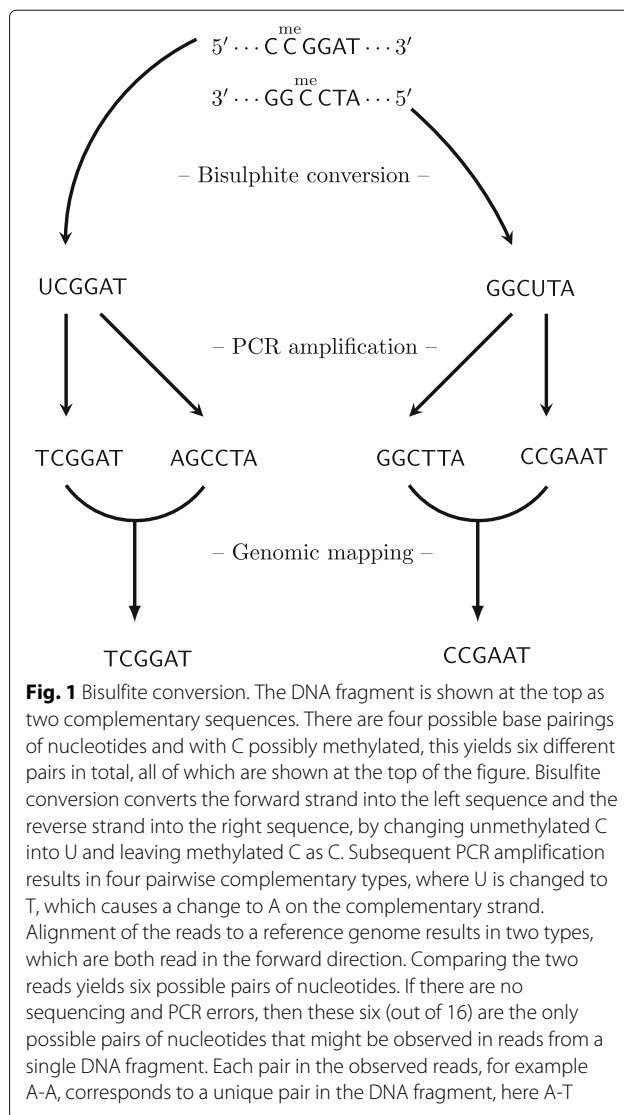 me
5′ ··· C C GGAT ··· 3′
me
3′ ··· GG C CTA ··· 5′
– Bisulphite conversion –
UCGGAT GGCUTA
– PCR amplification –
TCGGAT AGCCTA GGCTTA CCGAAT
– Genomic mapping –
TCGGAT CCGAAT
Fig. 1 Bisulfite conversion. The DNA fragment is shown at the top as
two complementary sequences. There are four possible base pairings
of nucleotides and with C possibly methylated, this yields six different
pairs in total, all of which are shown at the top of the figure. Bisulfite
conversion converts the forward strand into the left sequence and the
reverse strand into the right sequence, by changing unmethylated C
into U and leaving methylated C as C. Subsequent PCR amplification
results in four pairwise complementary types, where U is changed to
T, which causes a change to A on the complementary strand.
Alignment of the reads to a reference genome results in two types,
which are both read in the forward direction. Comparing the two
reads yields six possible pairs of nucleotides. If there are no
sequencing and PCR errors, then these six (out of 16) are the only
possible pairs of nucleotides that might be observed in reads from a
single DNA fragment. Each pair in the observed reads, for example
A-A, corresponds to a unique pair in the DNA fragment, here A-T